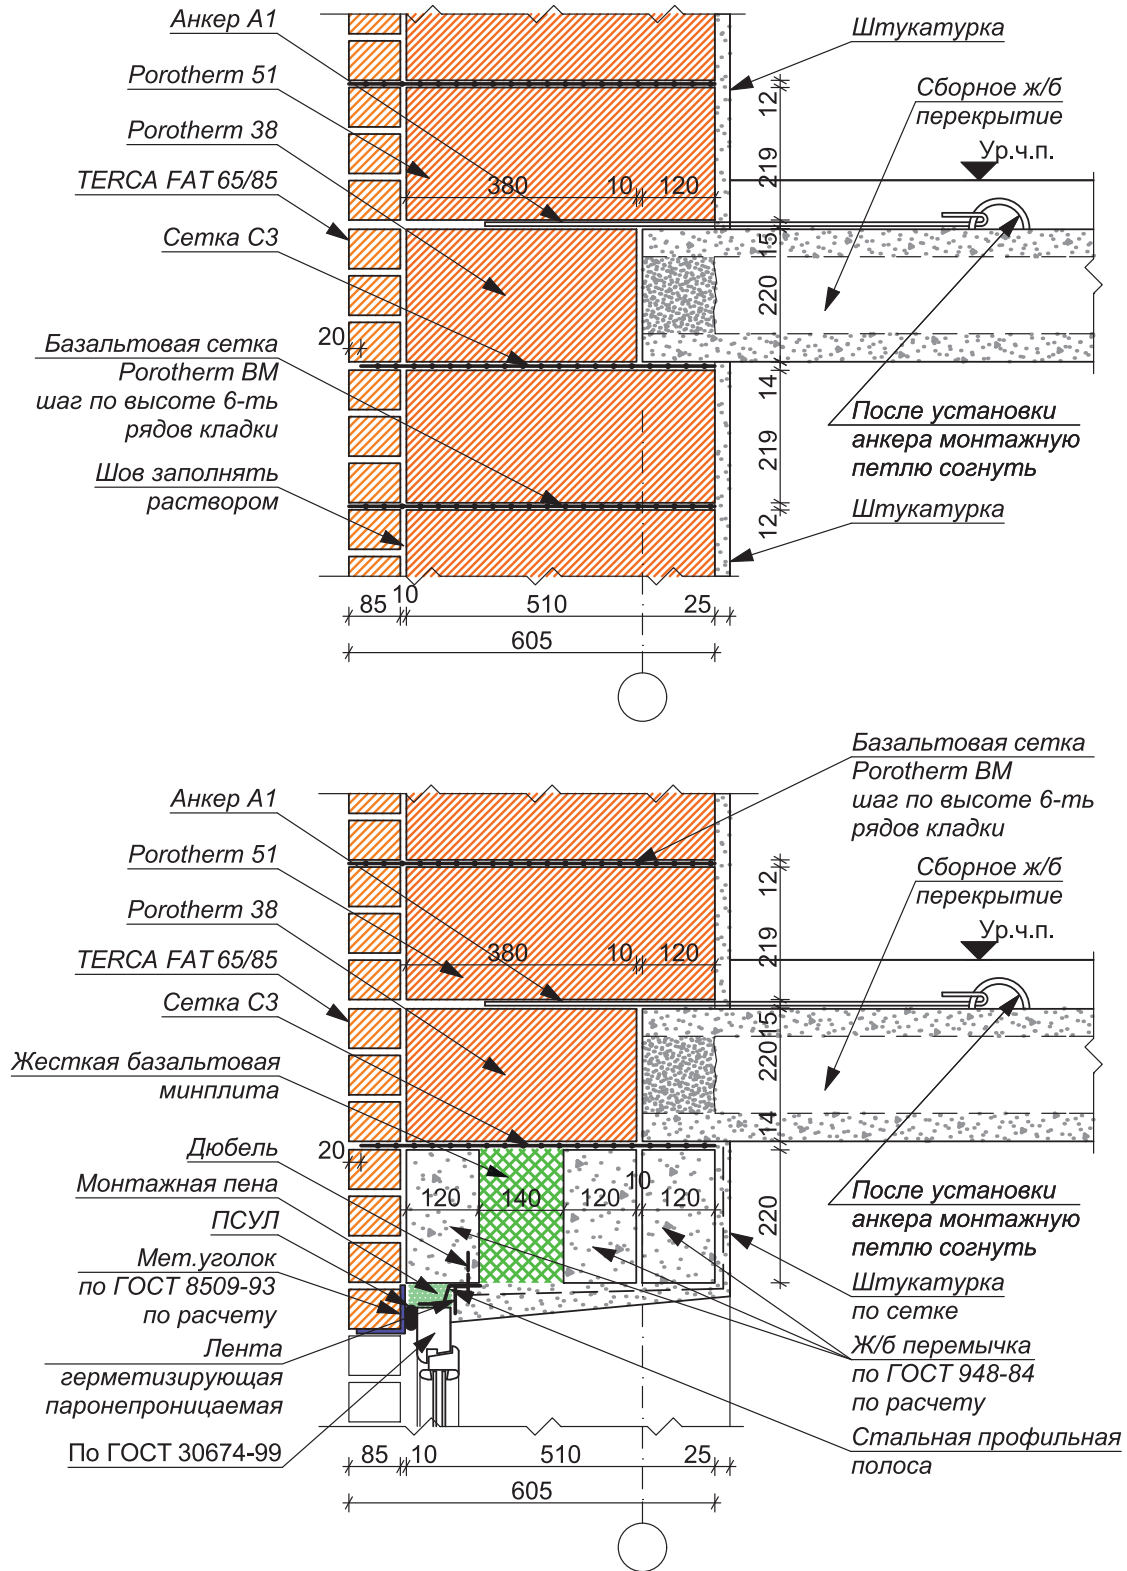 Анкер А1
Porotherm 51
Porotherm 38
TERCA FAT 65/85
Сетка С3
20
Базальтовая сетка
Porotherm BM
шаг по высоте 6-ть
рядов кладки
Шов заполнять
раствором
380
10
120
Штукатурка
Сборное ж/б
перекрытие
Ур.ч.п.
12
219
15
220
14
219
12
После установки
анкера монтажную
петлю согнуть
Штукатурка
85
10
510
25
605
Базальтовая сетка
Porotherm BM
шаг по высоте 6-ть
рядов кладки
Анкер А1
Porotherm 51
Porotherm 38
TERCA FAT 65/85
Сетка С3
Жесткая базальтовая
минплита
Дюбель
20
Монтажная пена
ПСУЛ
Мет.уголок
по ГОСТ 8509-93
по расчету
Лента
герметизирующая
паронепроницаемая
По ГОСТ 30674-99
380
10
120
Сборное ж/б
перекрытие
Ур.ч.п.
12
219
15
220
14
220
10
120
140
120
120
После установки
анкера монтажную
петлю согнуть
Штукатурка
по сетке
Ж/б перемычка
по ГОСТ 948-84
по расчету
Стальная профильная
полоса
85
10
510
25
605